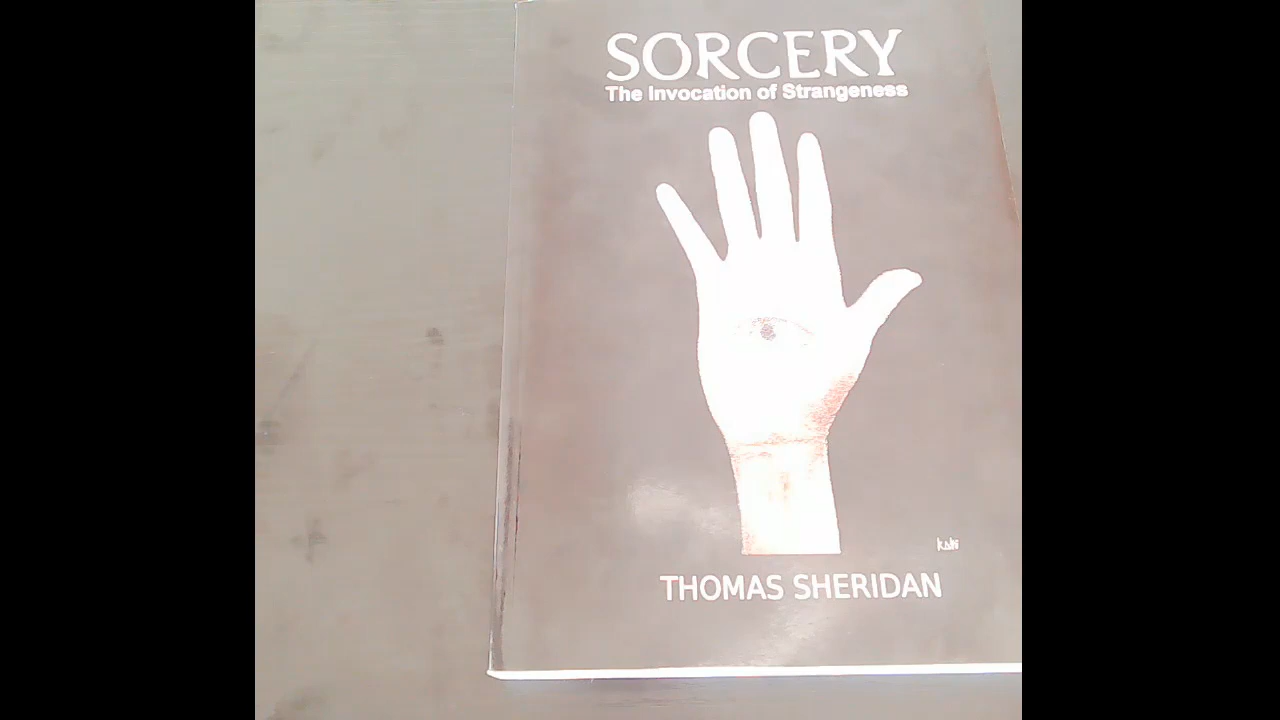 SORCERY
The Invocation of Strangeness
THOMAS SHERIDAN